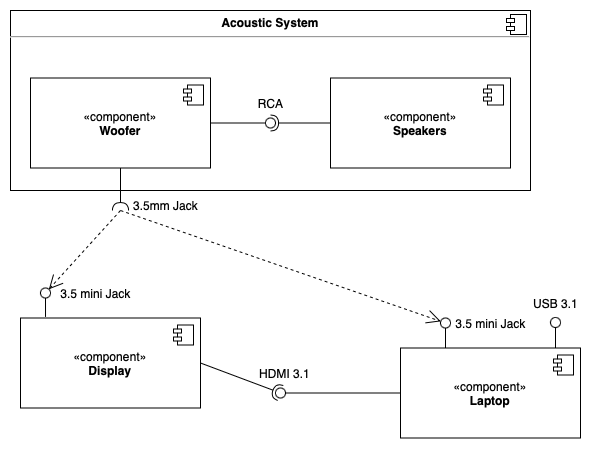 Acoustic System
«component»
Woofer
RCA
«component»
Speakers
3.5mm Jack
3.5 mini Jack
3.5 mini Jack
USB 3.1
«component»
Display
HDMI 3.1
«component»
Laptop